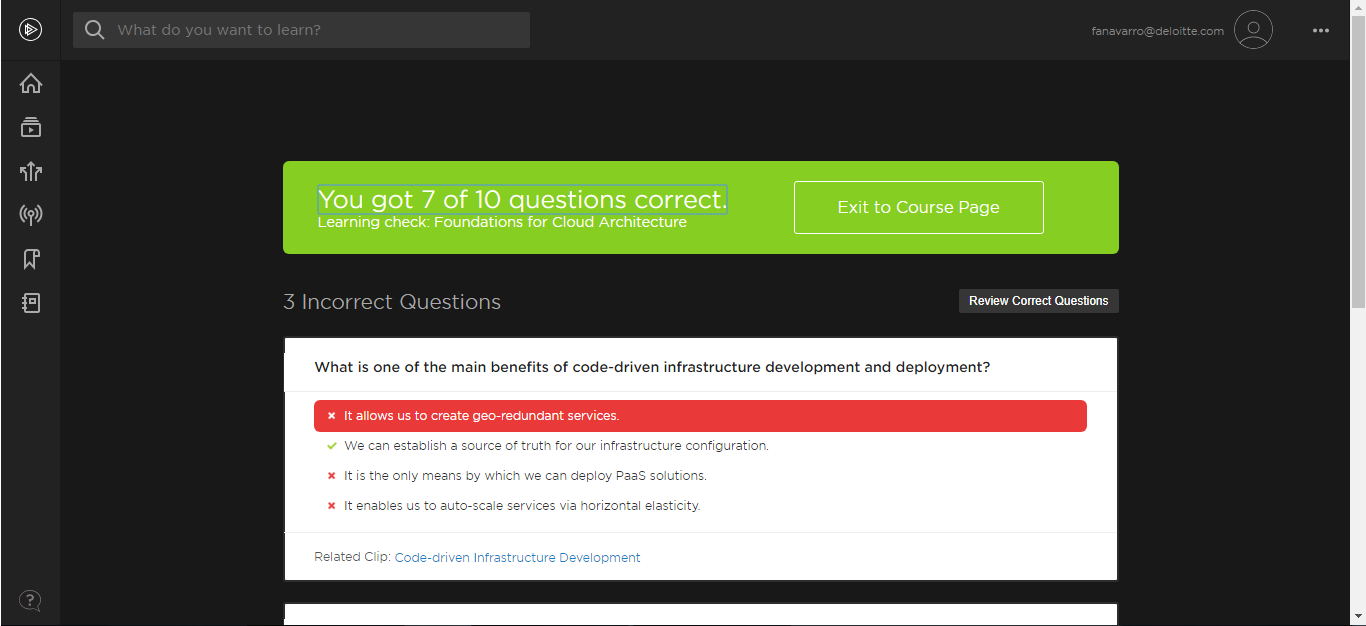 What do you want to learn?
fanavarro@deloitte.com
You got 7 of 10 questions correct.
Learning check: Foundations for Cloud Architecture
Exit to Course Page
3 Incorrect Questions
Review Correct Questions
What is one of the main benefits of code-driven infrastructure development and deployment?
It allows us to create geo-redundant services.
We can establish a source of truth for our infrastructure configuration.
It is the only means by which we can deploy PaaS solutions.
It enables us to auto-scale services via horizontal elasticity.
Related Clip: Code-driven Infrastructure Development
?